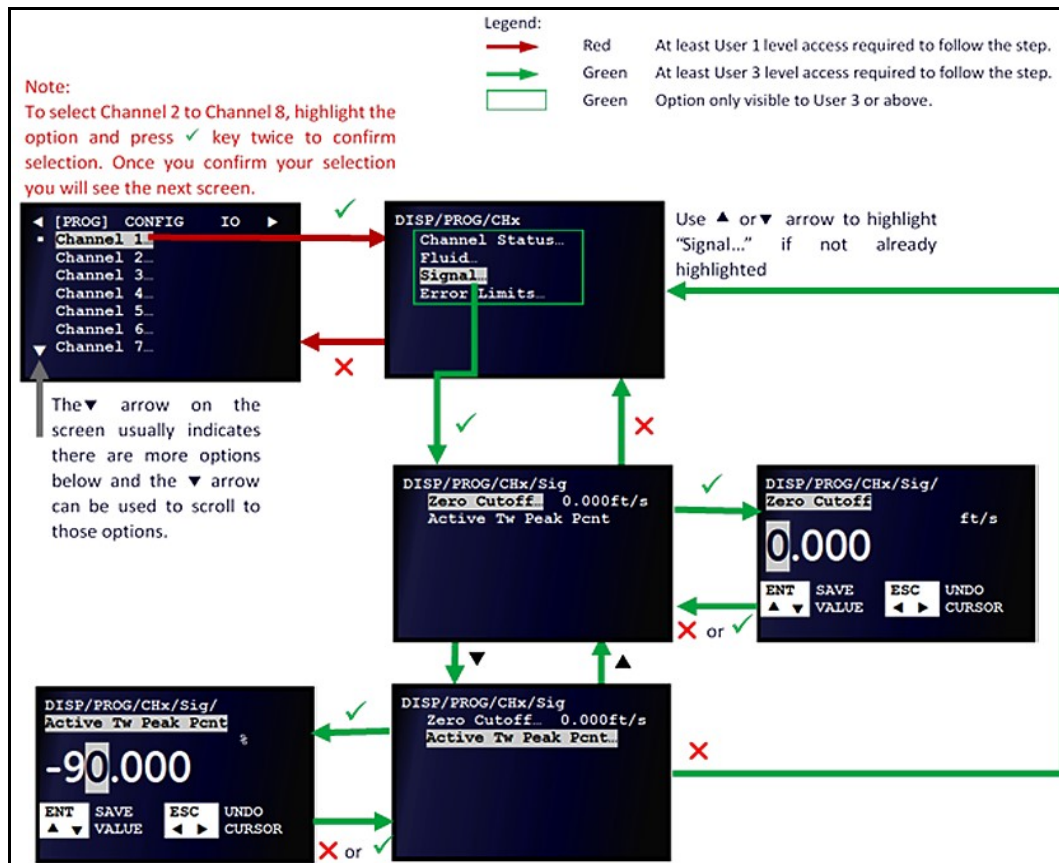 Legend:
Red At least User 1 level access required to follow the step.
Green At least User 3 level access required to follow the step.
Green Option only visible to User 3 or above.
Note:
To select Channel 2 to Channel 8, highlight the
option and press ✓ key twice to confirm
selection. Once you confirm your selection
you will see the next screen.
◀ [PROG] CONFIG IO ▶
Channel 1…
Channel 2…
Channel 3…
Channel 4…
Channel 5…
Channel 6…
▼ Channel 7…
✓
✕
DISP/PROG/CHx
Channel Status…
Fluid…
Signal…
Error Limits…
Use ▲ or▼ arrow to highlight
“Signal...” if not already
highlighted
The▼ arrow on the
screen usually indicates
there are more options
below and the ▼ arrow
can be used to scroll to
those options.
✓
✕
DISP/PROG/CHx/Sig
Zero Cutoff… 0.000ft/s
Active Tw Peak Pcnt
✓
✕ or ✓
DISP/PROG/CHx/Sig/
Zero Cutoff
ft/s
0.000
ENT SAVE ESC UNDO
▲ ▼ VALUE ◀ ▶ CURSOR
▼
▲
DISP/PROG/CHx/Sig/
Active Tw Peak Pcnt
%
-90.000
ENT SAVE ESC UNDO
▲ ▼ VALUE ◀ ▶ CURSOR
✓
✕ or ✓
DISP/PROG/CHx/Sig
Zero Cutoff… 0.000ft/s
Active Tw Peak Pcnt…
✕